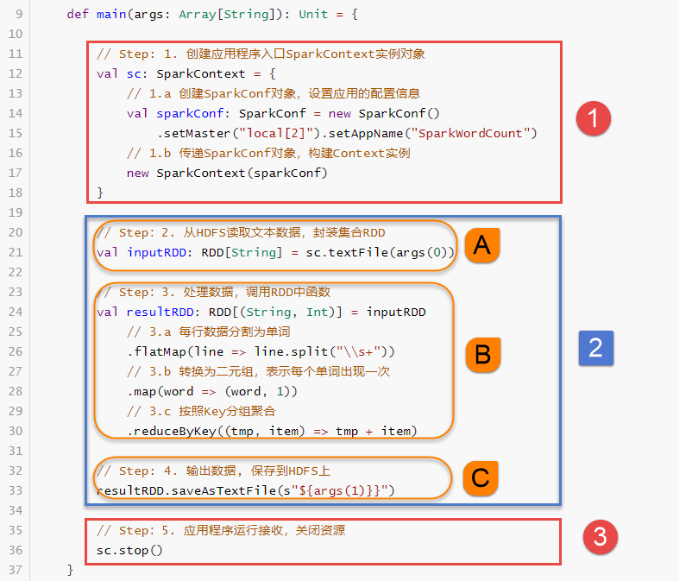 9 def main(args: Array[String]): Unit = {
10
11 // Step: 1. 创建应用程序入口SparkContext实例对象
12 val sc: SparkContext = {
13 // 1.a 创建SparkConf对象，设置应用的配置信息
14 val sparkConf: SparkConf = new SparkConf()
15 .setMaster("local[2]").setAppName("SparkWordCount")
1
16 // 1.b 传递SparkConf对象，构建Context实例
17 new SparkContext(sparkConf)
18 }
19
20 // Step: 2. 从HDFS读取文本数据，封装集合RDD
21 val inputRDD: RDD[String] = sc.textFile(args(0))
A
22
23 // Step: 3. 处理数据，调用RDD中函数
24 val resultRDD: RDD[(String, Int)] = inputRDD
25 // 3.a 每行数据分割为单词
26 .flatMap(line => line.split("\\s+"))
B
2
27 // 3.b 转换为二元组，表示每个单词出现一次
28 .map(word => (word, 1))
29 // 3.c 按照Key分组聚合
30 .reduceByKey((tmp, item) => tmp + item)
31
32 // Step: 4. 输出数据，保存到HDFS上
C
33 resultRDD.saveAsTextFile(s"${args(1)}}")
34
35 // Step: 5. 应用程序运行接收，关闭资源
3
36 sc.stop()
37 }